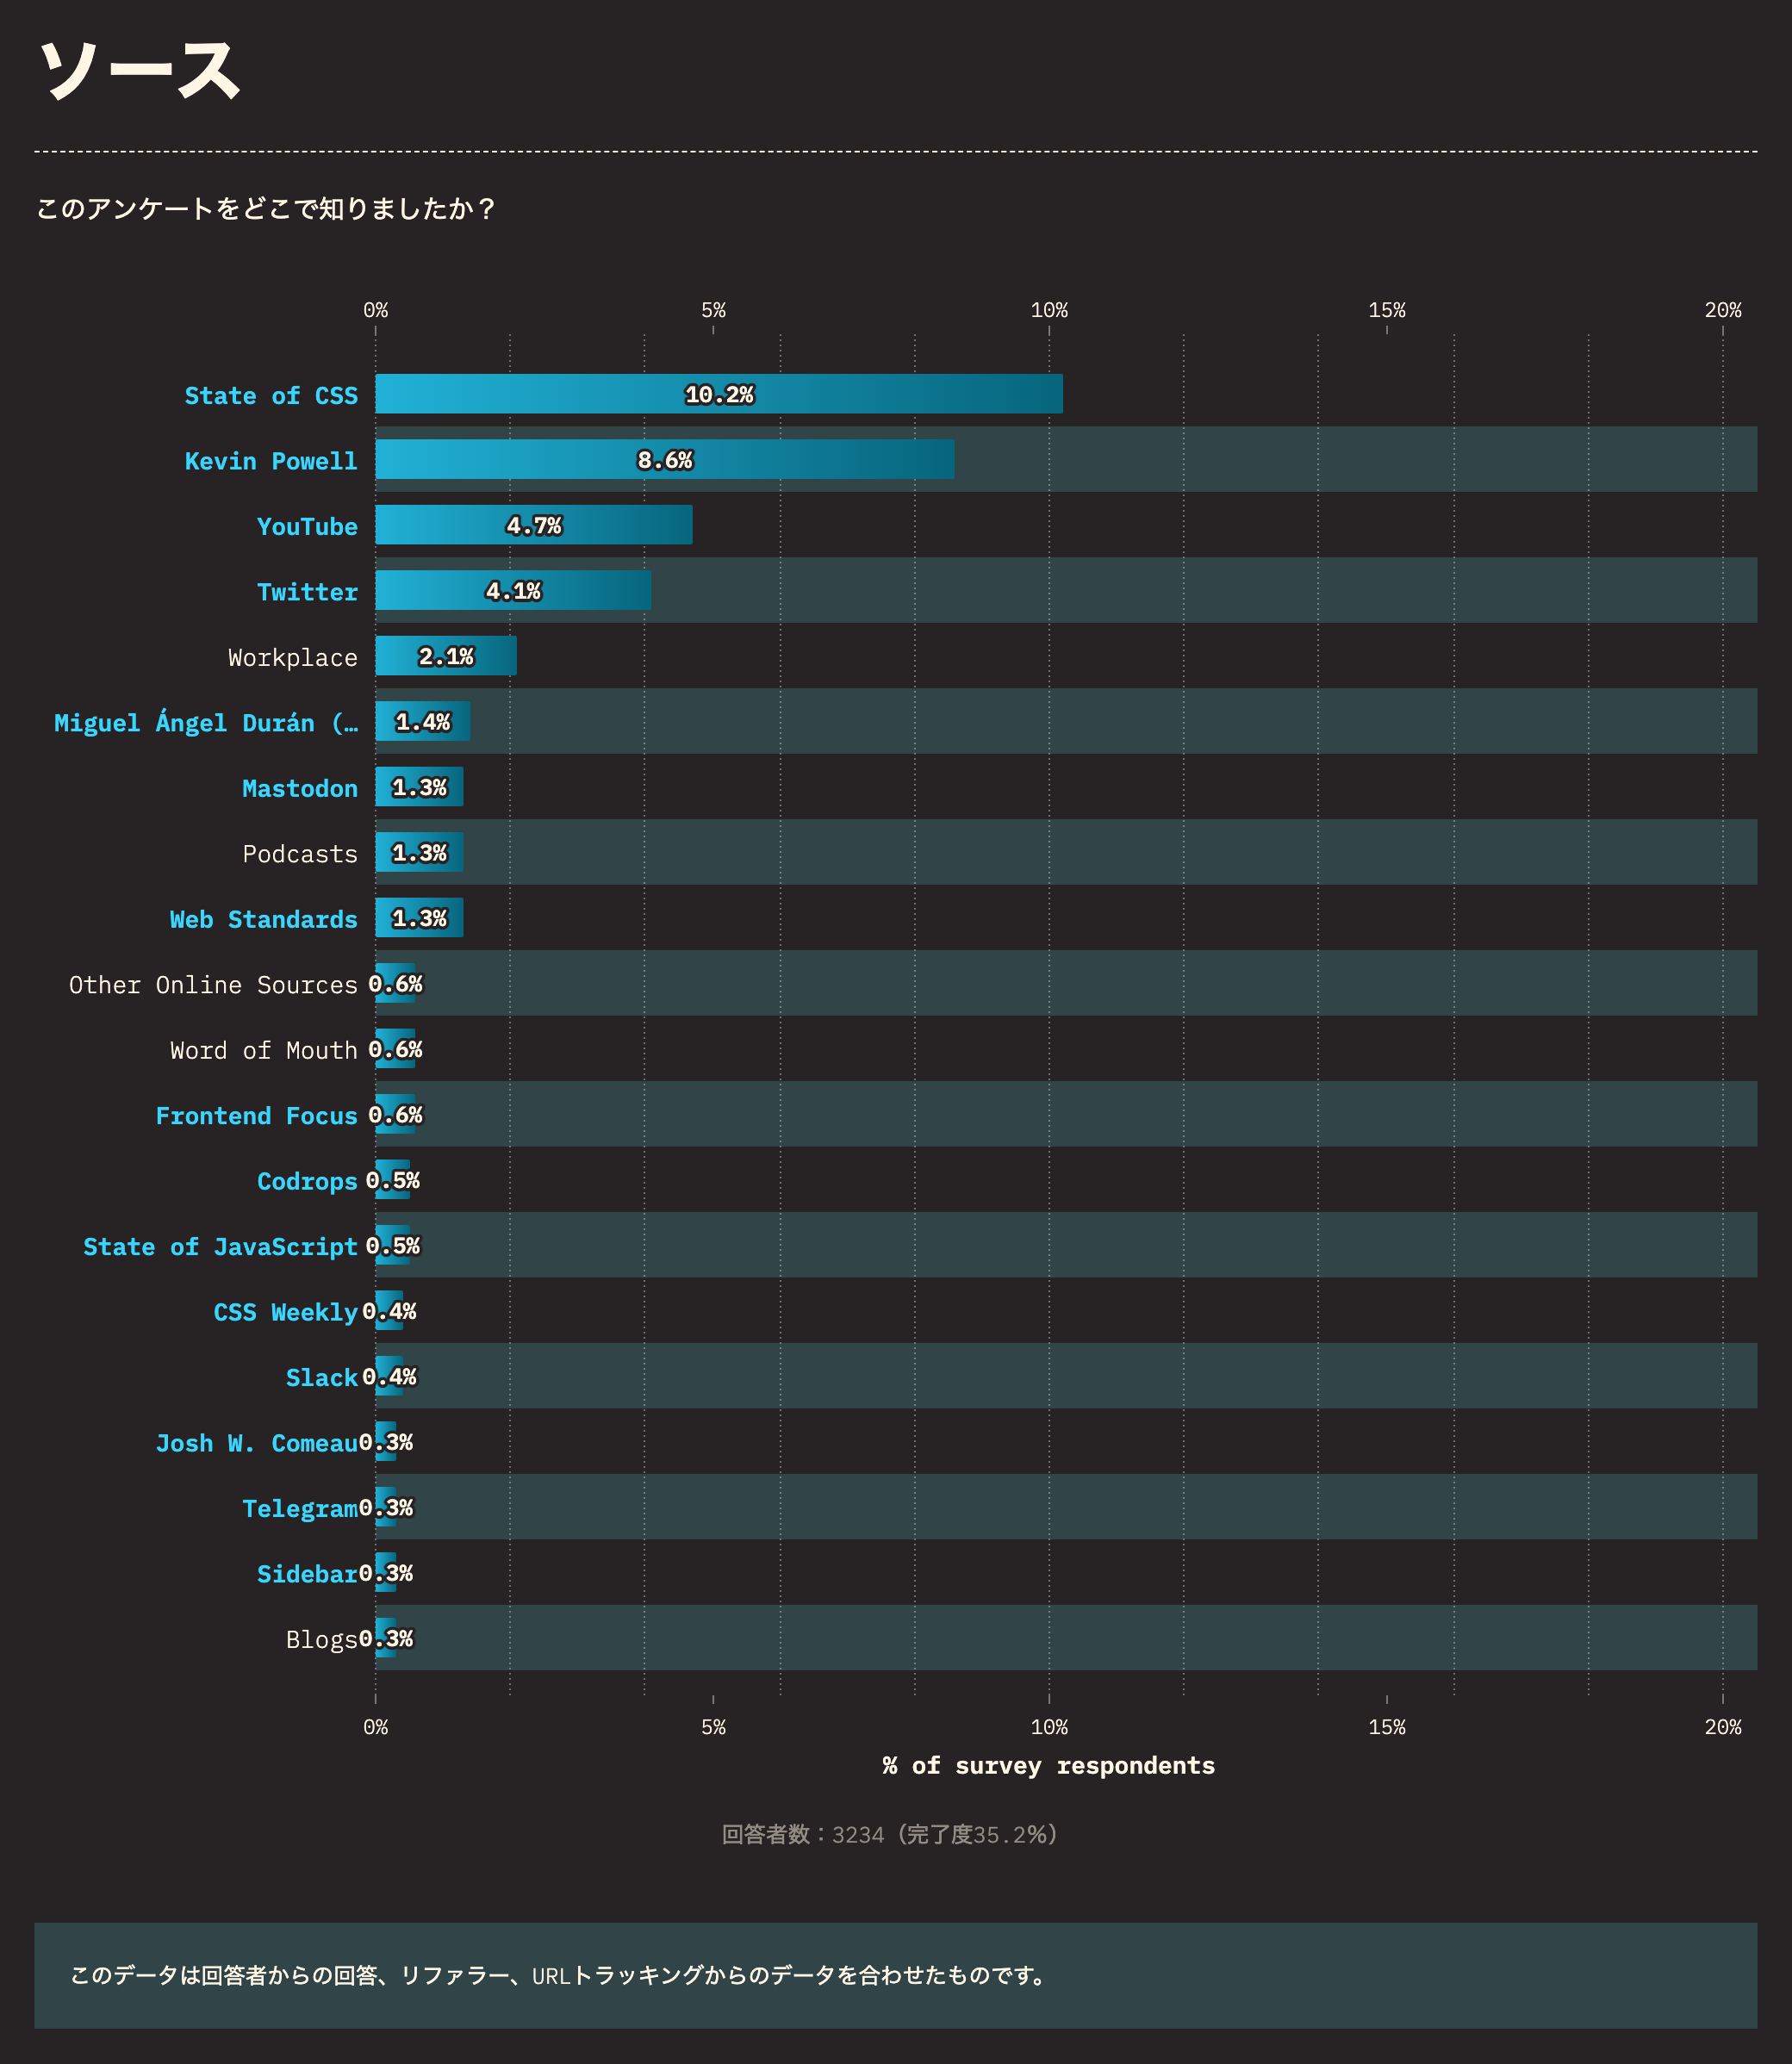 ソース
このアンケートをどこで知りましたか？
0% 5% 10% 15% 20%
State of CSS 10.2%
Kevin Powell 8.6%
YouTube 4.7%
Twitter 4.1%
Workplace 2.1%
Miguel Ángel Durán (… 1.4%
Mastodon 1.3%
Podcasts 1.3%
Web Standards 1.3%
Other Online Sources 0.6%
Word of Mouth 0.6%
Frontend Focus 0.6%
Codrops 0.5%
State of JavaScript 0.5%
CSS Weekly 0.4%
Slack 0.4%
Josh W. Comeau 0.3%
Telegram 0.3%
Sidebar 0.3%
Blogs 0.3%
0% 5% 10% 15% 20%
% of survey respondents
回答者数：3234（完了度35.2%）
このデータは回答者からの回答、リファラー、URLトラッキングからのデータを合わせたものです。